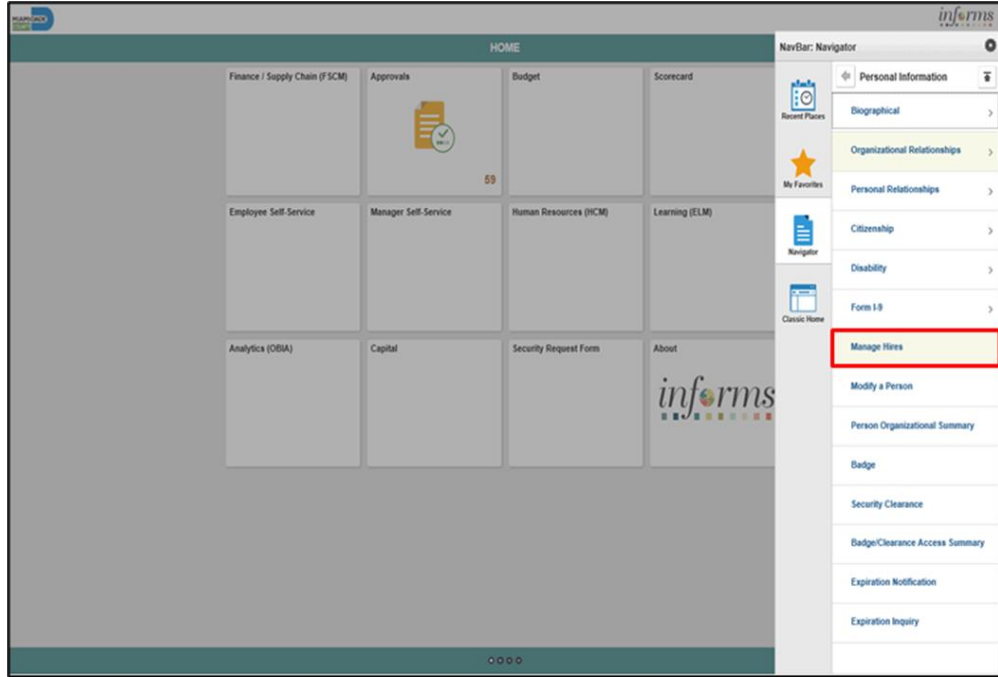 MIAMI-DADE
COUNTY
informs
HOME
NavBar: Navigator
Finance / Supply Chain (FSCM)
Approvals
Budget
Scorecard
59
Employee Self-Service
Manager Self-Service
Human Resources (HCM)
Learning (ELM)
Analytics (OBIA)
Capital
Security Request Form
About
informs
Recent Places
My Favorites
Navigator
Classic Home
Personal Information
Biographical
Organizational Relationships
Personal Relationships
Citizenship
Disability
Form I-9
Manage Hires
Modify a Person
Person Organizational Summary
Badge
Security Clearance
Badge/Clearance Access Summary
Expiration Notification
Expiration Inquiry